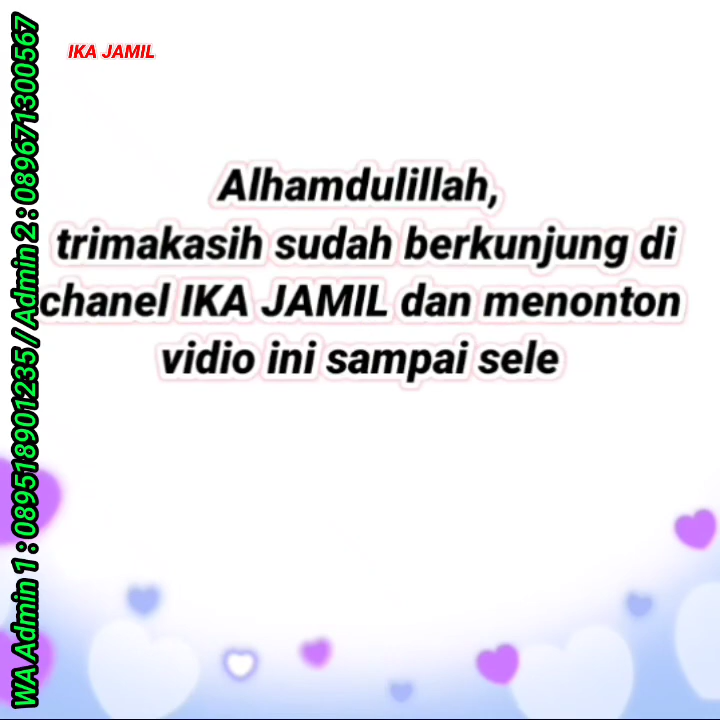 IKA JAMIL
Alhamdulillah,
trimakasih sudah berkunjung di
chanel IKA JAMIL dan menonton
vidio ini sampai sele
WA Admin 1 : 089518901235 / Admin 2 : 089671300567